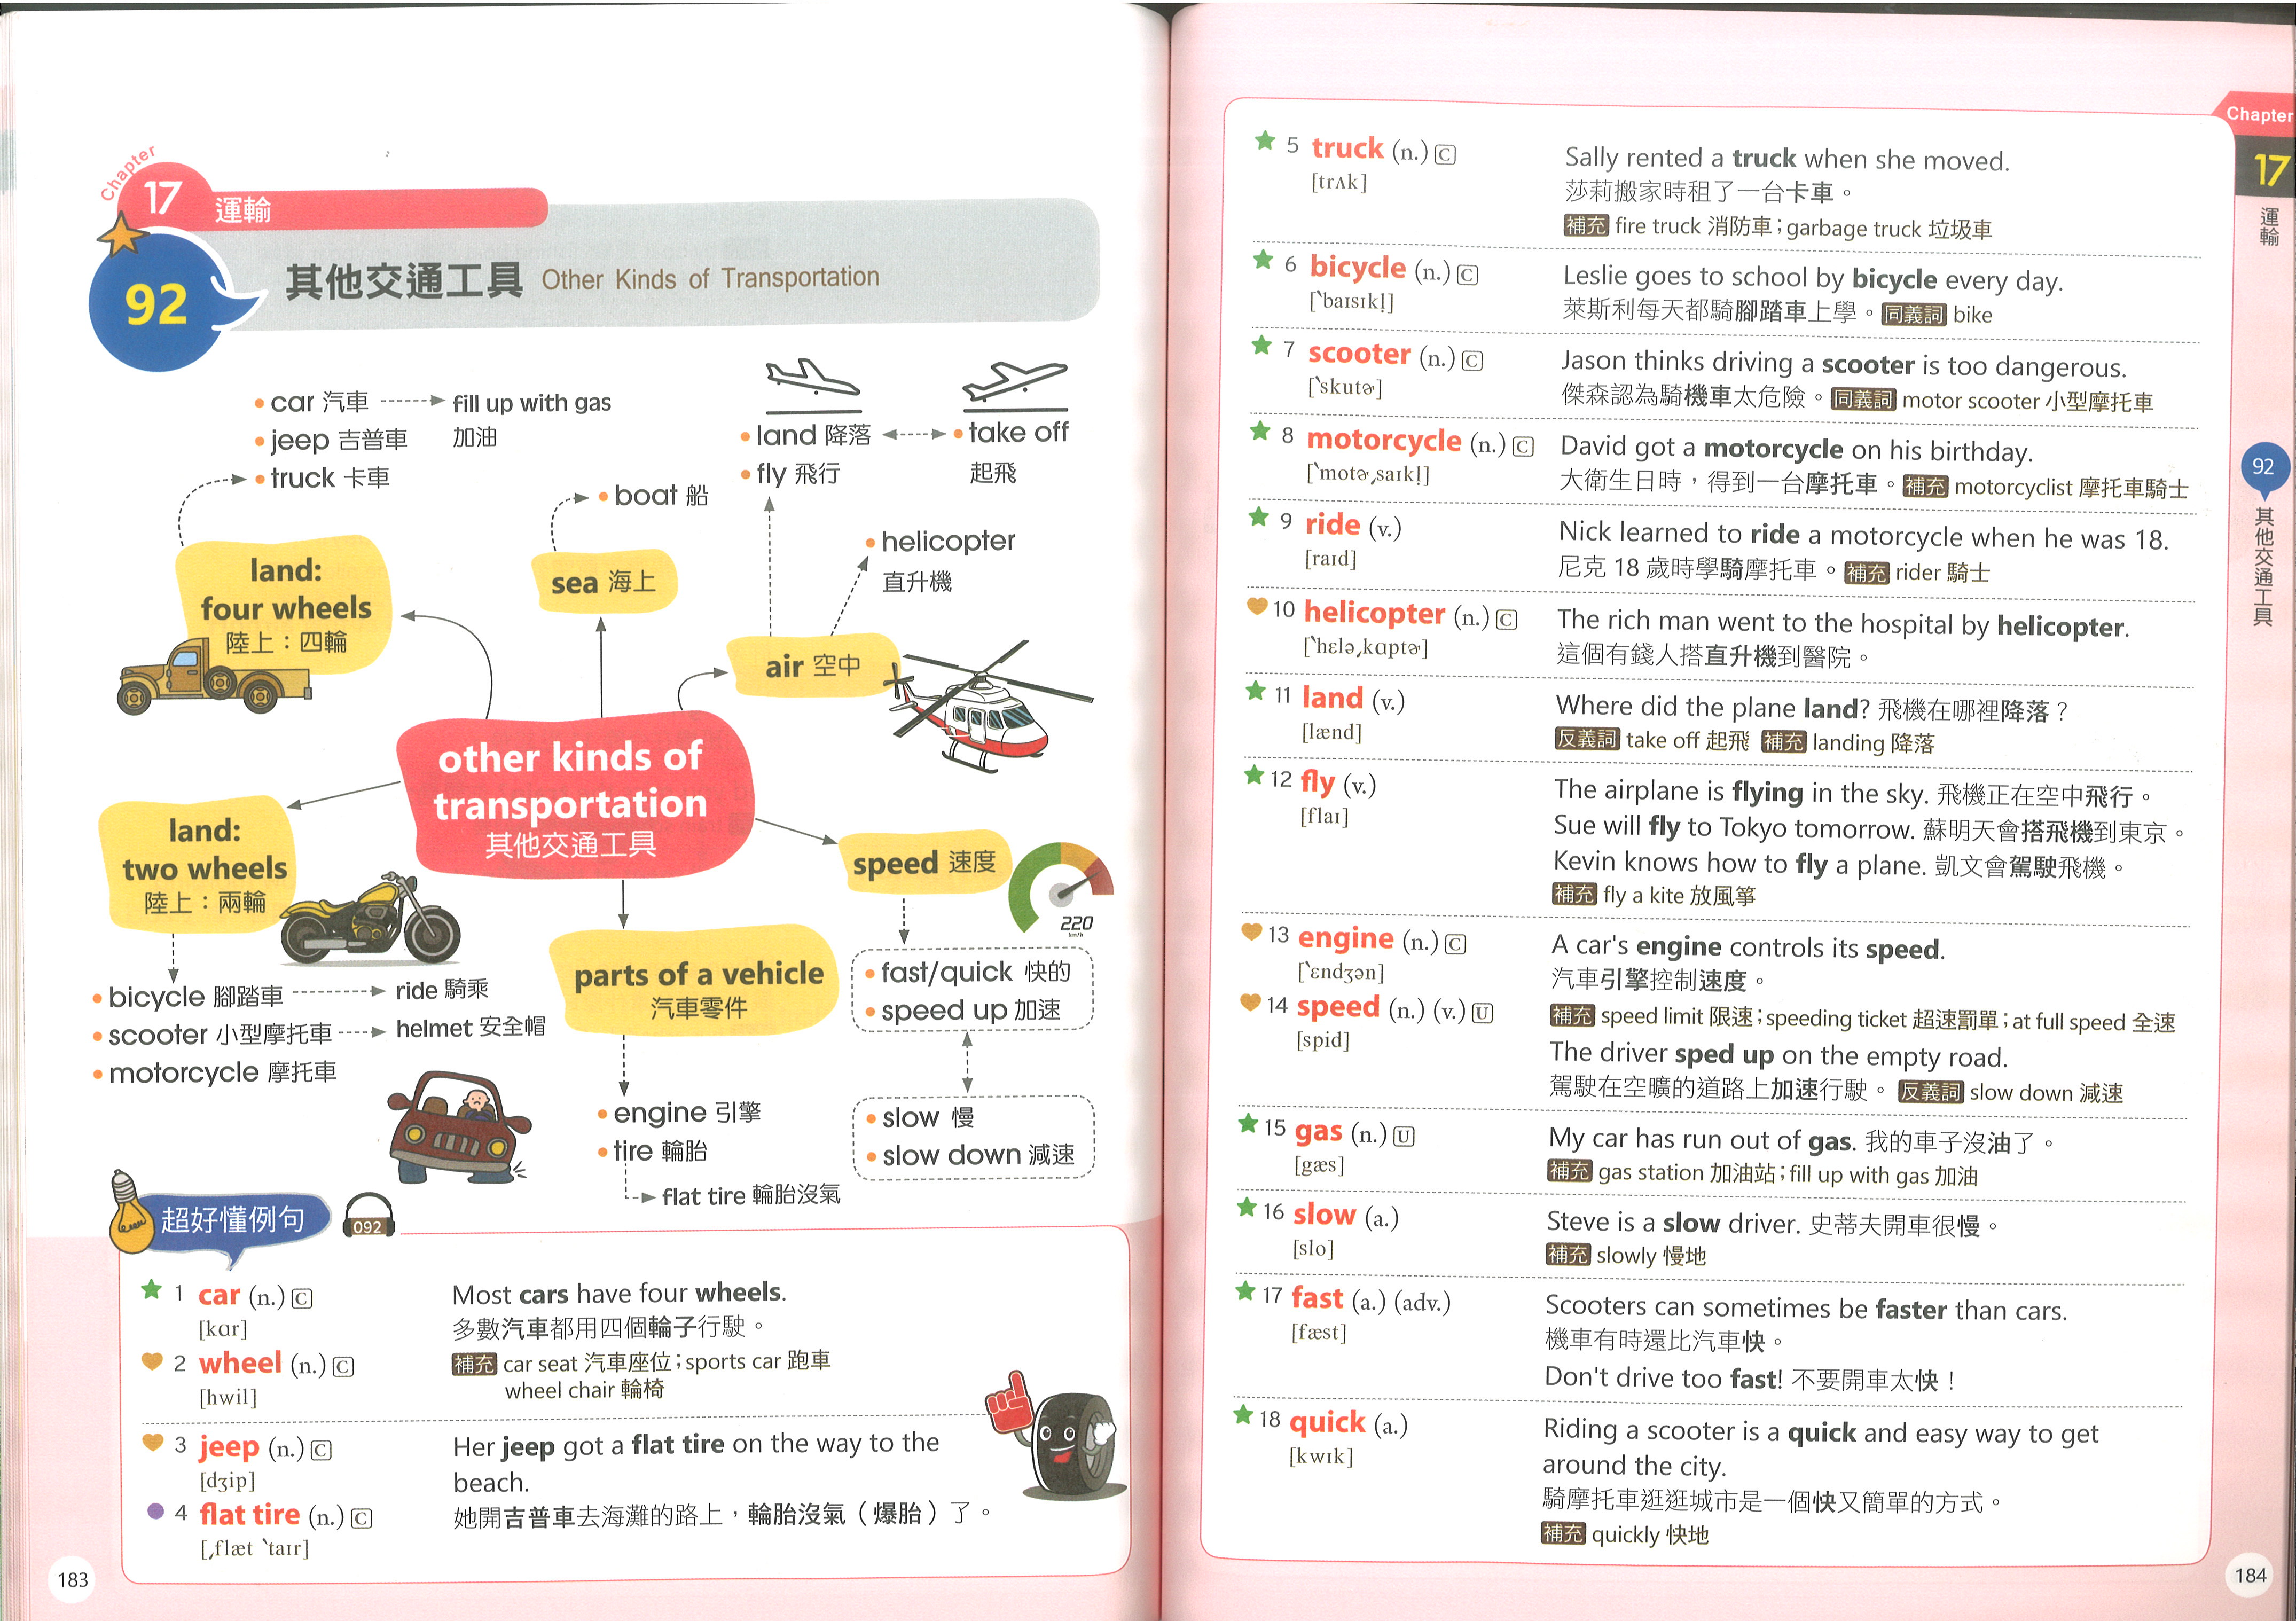 Chapter
17 運輸
92
其他交通工具 Other Kinds of Transportation
car 汽車
fill up with gas
加油
jeep 吉普車
truck 卡車
land 降落
take off
起飛
fly 飛行
boat 船
helicopter
直升機
land:
four wheels
陸上：四輪
sea 海上
air 空中
other kinds of
transportation
其他交通工具
land:
two wheels
陸上：兩輪
speed 速度
220
km/h
parts of a vehicle
汽車零件
fast/quick 快的
speed up 加速
bicycle 腳踏車
ride 騎乘
scooter 小型摩托車
helmet 安全帽
motorcycle 摩托車
engine 引擎
tire 輪胎
flat tire 輪胎沒氣
slow 慢
slow down 減速
超好懂例句
092
1 car (n.) C
[kɑr]
Most cars have four wheels.
多數汽車都用四個輪子行駛。
2 wheel (n.) C
[hwil]
補充 car seat 汽車座位；sports car 跑車
wheel chair 輪椅
3 jeep (n.) C
[dʒip]
Her jeep got a flat tire on the way to the
beach.
4 flat tire (n.) C
[ˏflæt ˋtaɪr]
她開吉普車去海灘的路上，輪胎沒氣（爆胎）了。
183
5 truck (n.) C
[trʌk]
Sally rented a truck when she moved.
莎莉搬家時租了一台卡車。
補充 fire truck 消防車；garbage truck 垃圾車
6 bicycle (n.) C
[ˋbaɪsɪkḷ]
Leslie goes to school by bicycle every day.
萊斯利每天都騎腳踏車上學。 同義詞 bike
7 scooter (n.) C
[ˋskutɚ]
Jason thinks driving a scooter is too dangerous.
傑森認為騎機車太危險。 同義詞 motor scooter 小型摩托車
8 motorcycle (n.) C
[ˋmotɚˏsaɪkḷ]
David got a motorcycle on his birthday.
大衛生日時，得到一台摩托車。 補充 motorcyclist 摩托車騎士
9 ride (v.)
[raɪd]
Nick learned to ride a motorcycle when he was 18.
尼克 18 歲時學騎摩托車。 補充 rider 騎士
10 helicopter (n.) C
[ˋhɛləˏkɑptɚ]
The rich man went to the hospital by helicopter.
這個有錢人搭直升機到醫院。
11 land (v.)
[lænd]
Where did the plane land? 飛機在哪裡降落？
反義詞 take off 起飛 補充 landing 降落
12 fly (v.)
[flaɪ]
The airplane is flying in the sky. 飛機正在空中飛行。
Sue will fly to Tokyo tomorrow. 蘇明天會搭飛機到東京。
Kevin knows how to fly a plane. 凱文會駕駛飛機。
補充 fly a kite 放風箏
13 engine (n.) C
[ˋɛndʒən]
A car's engine controls its speed.
汽車引擎控制速度。
14 speed (n.) (v.) U
[spid]
補充 speed limit 限速；speeding ticket 超速罰單；at full speed 全速
The driver sped up on the empty road.
駕駛在空曠的道路上加速行駛。 反義詞 slow down 減速
15 gas (n.) U
[gæs]
My car has run out of gas. 我的車子沒油了。
補充 gas station 加油站；fill up with gas 加油
16 slow (a.)
[slo]
Steve is a slow driver. 史蒂夫開車很慢。
補充 slowly 慢地
17 fast (a.) (adv.)
[fæst]
Scooters can sometimes be faster than cars.
機車有時還比汽車快。
Don't drive too fast! 不要開車太快！
18 quick (a.)
[kwɪk]
Riding a scooter is a quick and easy way to get
around the city.
騎摩托車逛逛城市是一個快又簡單的方式。
補充 quickly 快地
Chapter
17
運輸
92
其他交通工具
184